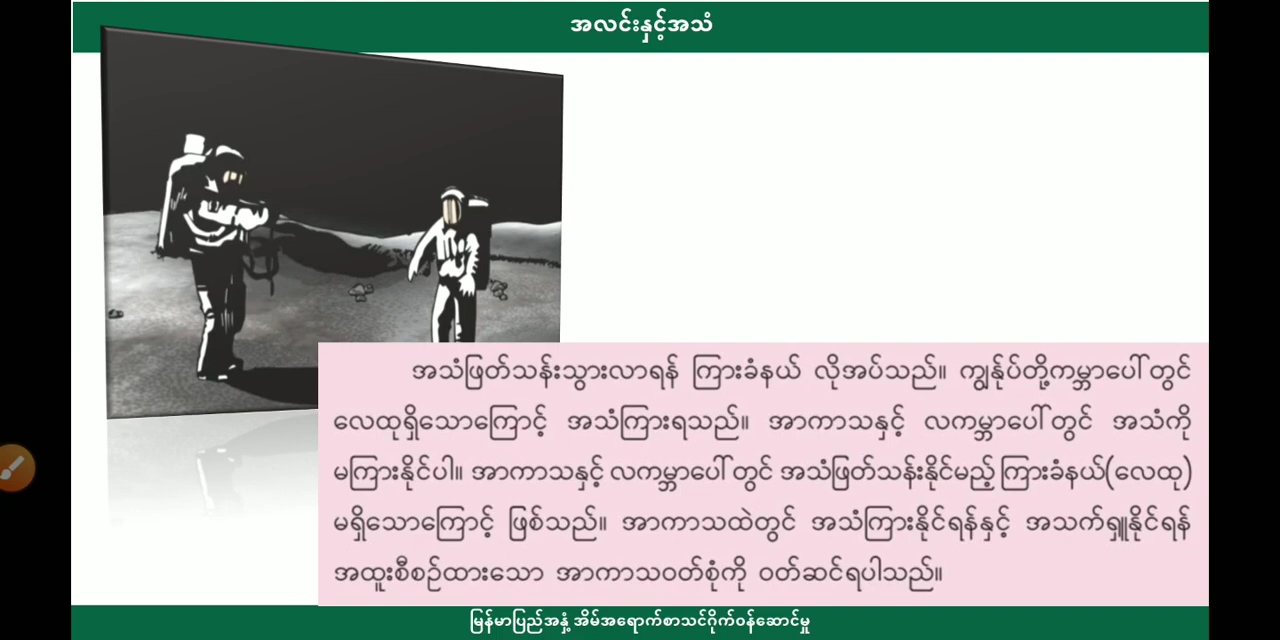 အလင်းနှင့်အသံ
အသံဖြတ်သန်းသွားလာရန် ကြားခံနယ် လိုအပ်သည်။ ကျွန်ုပ်တို့ကမ္ဘာပေါ်တွင်
လေထုရှိသောကြောင့် အသံကြားရသည်။ အာကာသနှင့် လကမ္ဘာပေါ်တွင် အသံကို
မကြားနိုင်ပါ။ အာကာသနှင့် လကမ္ဘာပေါ်တွင် အသံဖြတ်သန်းနိုင်မည့် ကြားခံနယ်(လေထု)
မရှိသောကြောင့် ဖြစ်သည်။ အာကာသထဲတွင် အသံကြားနိုင်ရန်နှင့် အသက်ရှူနိုင်ရန်
အထူးစီစဉ်ထားသော အာကာသဝတ်စုံကို ဝတ်ဆင်ရပါသည်။
မြန်မာပြည်အနှံ့ အိမ်အရောက်စာသင်ဂိုက်ဝန်ဆောင်မှု